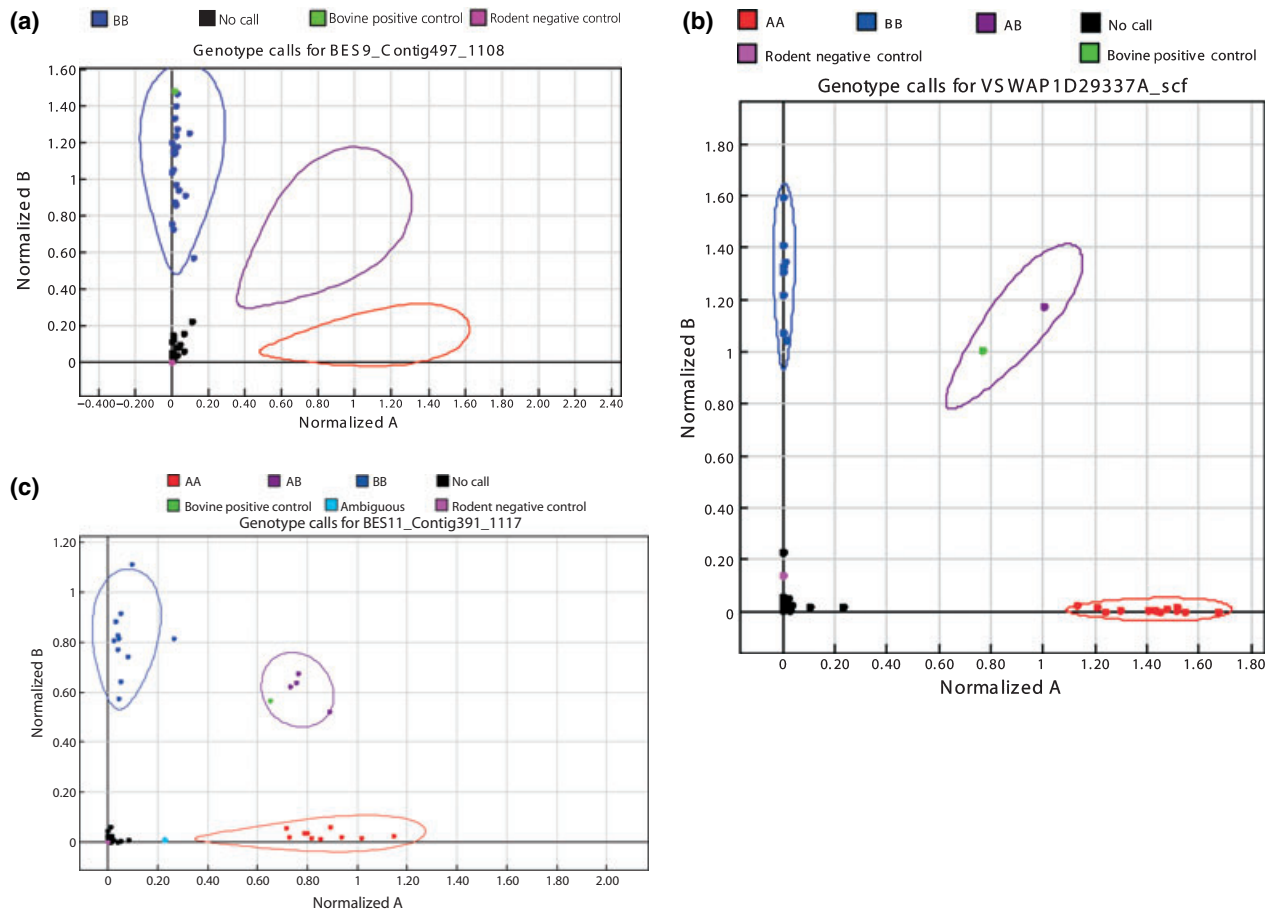 (a)
BB No call Bovine positive control Rodent negative control
Genotype calls for BES9_Contig497_1108
1.60
1.40
1.20
1
0.80
0.60
0.40
0.20
0
Normalized B
−0.400 −0.200 0 0.20 0.40 0.60 0.80 1 1.20 1.40 1.60 1.80 2.00 2.20 2.40
Normalized A
(b)
AA BB AB No call
Rodent negative control Bovine positive control
Genotype calls for VSWAP1D29337A_scf
1.80
1.60
1.40
1.20
1
0.80
0.60
0.40
0.20
0
Normalized B
0 0.20 0.40 0.60 0.80 1 1.20 1.40 1.60 1.80
Normalized A
(c)
AA AB BB No call
Bovine positive control Ambiguous Rodent negative control
Genotype calls for BES11_Contig391_1117
1.20
1
0.80
0.60
0.40
0.20
0
Normalized B
0 0.20 0.40 0.60 0.80 1 1.20 1.40 1.60 1.80 2.00
Normalized A